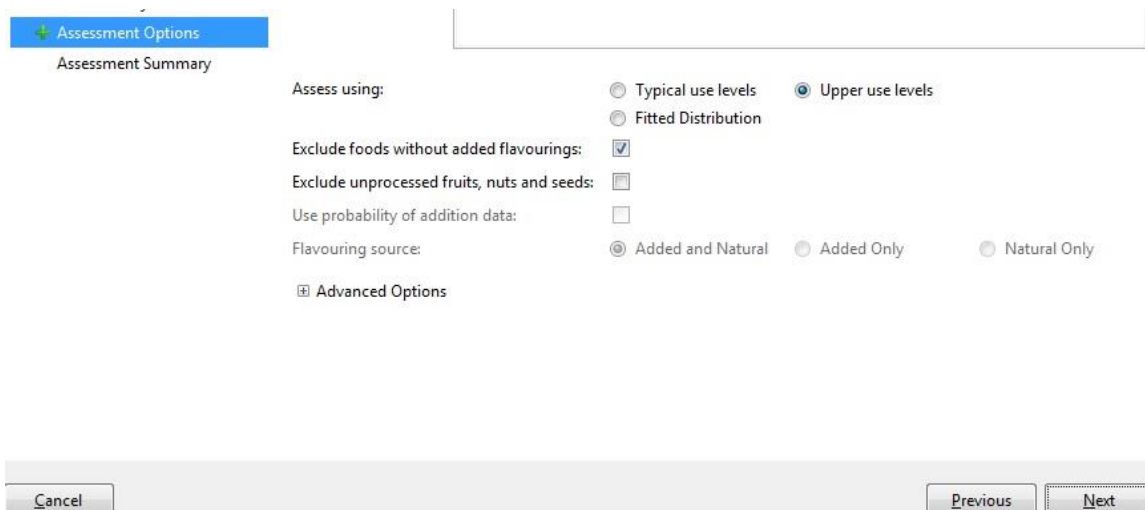 Assessment Options
Assessment Summary
Assess using:
Typical use levels
Upper use levels
Fitted Distribution
Exclude foods without added flavourings:
Exclude unprocessed fruits, nuts and seeds:
Use probability of addition data:
Flavouring source:
Added and Natural
Added Only
Natural Only
Advanced Options
Cancel
Previous
Next